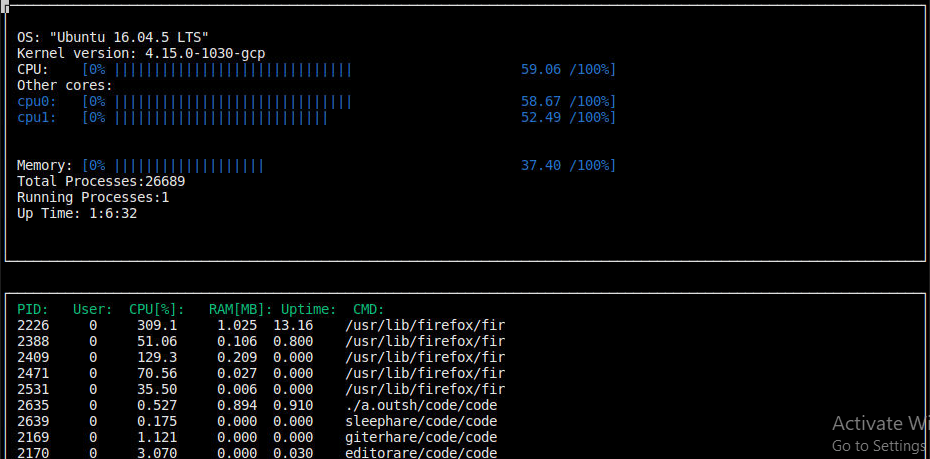 OS: "Ubuntu 16.04.5 LTS"
Kernel version: 4.15.0-1030-gcp
CPU: [0% |||||||||||||||||||||||||||||| 59.06 /100%]
Other cores:
cpu0: [0% |||||||||||||||||||||||||||||| 58.67 /100%]
cpu1: [0% ||||||||||||||||||||||||||| 52.49 /100%]
Memory: [0% ||||||||||||||||||| 37.40 /100%]
Total Processes:26689
Running Processes:1
Up Time: 1:6:32
PID: User: CPU[%]: RAM[MB]: Uptime: CMD:
2226 0 309.1 1.025 13.16 /usr/lib/firefox/fir
2388 0 51.06 0.106 0.800 /usr/lib/firefox/fir
2409 0 129.3 0.209 0.000 /usr/lib/firefox/fir
2471 0 70.56 0.027 0.000 /usr/lib/firefox/fir
2531 0 35.50 0.006 0.000 /usr/lib/firefox/fir
2635 0 0.527 0.894 0.910 ./a.outsh/code/code
2639 0 0.175 0.000 0.000 sleephare/code/code
2169 0 1.121 0.000 0.000 giterhare/code/code
2170 0 3.070 0.000 0.030 editorare/code/code
Activate Wi
Go to Settings